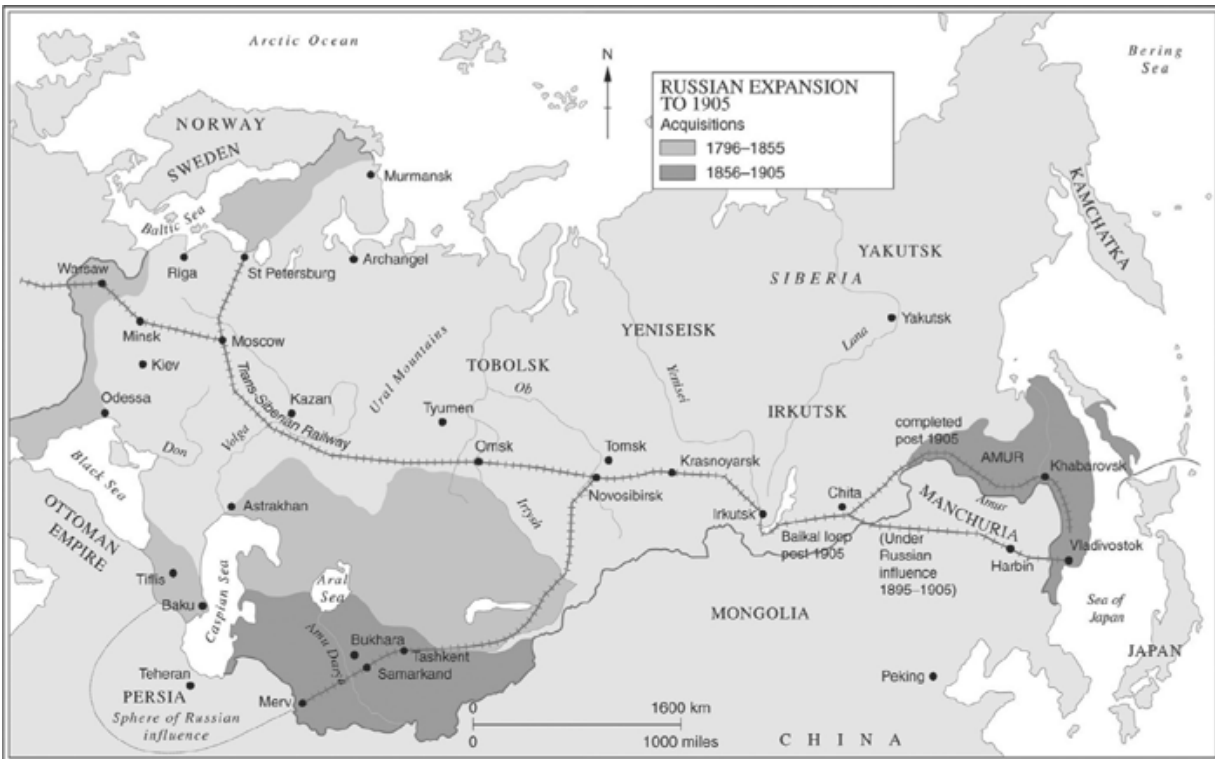 Arctic Ocean
Bering
Sea
N
RUSSIAN EXPANSION
TO 1905
Acquisitions
1796–1855
1856–1905
NORWAY
SWEDEN
Murmansk
KAMCHATKA
Baltic Sea
Warsaw
Riga
St Petersburg
Archangel
YAKUTSK
SIBERIA
Minsk
Moscow
Kiev
Ural Mountains
YENISEISK
Yakutsk
Lana
TOBOLSK
Ob
Yenisei
Odessa
Kazan
Trans-Siberian Railway
Tyumen
IRKUTSK
Don
Volga
Omsk
Tomsk
Krasnoyarsk
completed
post 1905
AMUR
Khabarovsk
Black Sea
Novosibirsk
Astrakhan
Irtysh
Irkutsk
Chita
Amur
MANCHURIA
OTTOMAN
EMPIRE
Baikal loop
post 1905
(Under
Russian
influence
1895–1905)
Harbin
Vladivostok
Tiflis
Baku
Caspian Sea
Aral
Sea
MONGOLIA
Sea of
Japan
Bukhara
Amu Darya
Tashkent
Samarkand
JAPAN
Teheran
PERSIA
Sphere of Russian
influence
Merv
Peking
0 1600 km
0 1000 miles
CHINA